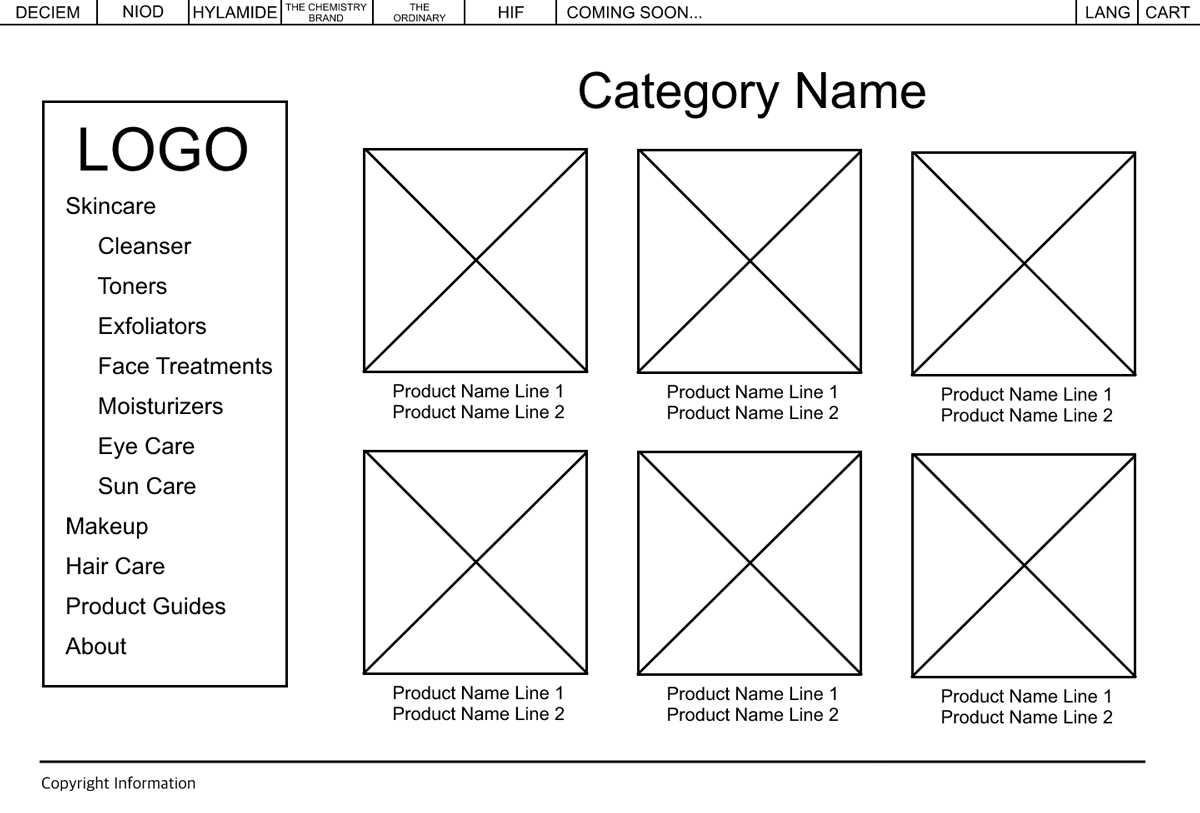 DECIEM
NIOD
HYLAMIDE
THE CHEMISTRY
BRAND
THE
ORDINARY
HIF
COMING SOON...
LANG
CART
Category Name
LOGO
Skincare
Cleanser
Toners
Exfoliators
Face Treatments
Moisturizers
Eye Care
Sun Care
Makeup
Hair Care
Product Guides
About
Product Name Line 1
Product Name Line 2
Product Name Line 1
Product Name Line 2
Product Name Line 1
Product Name Line 2
Product Name Line 1
Product Name Line 2
Product Name Line 1
Product Name Line 2
Product Name Line 1
Product Name Line 2
Copyright Information